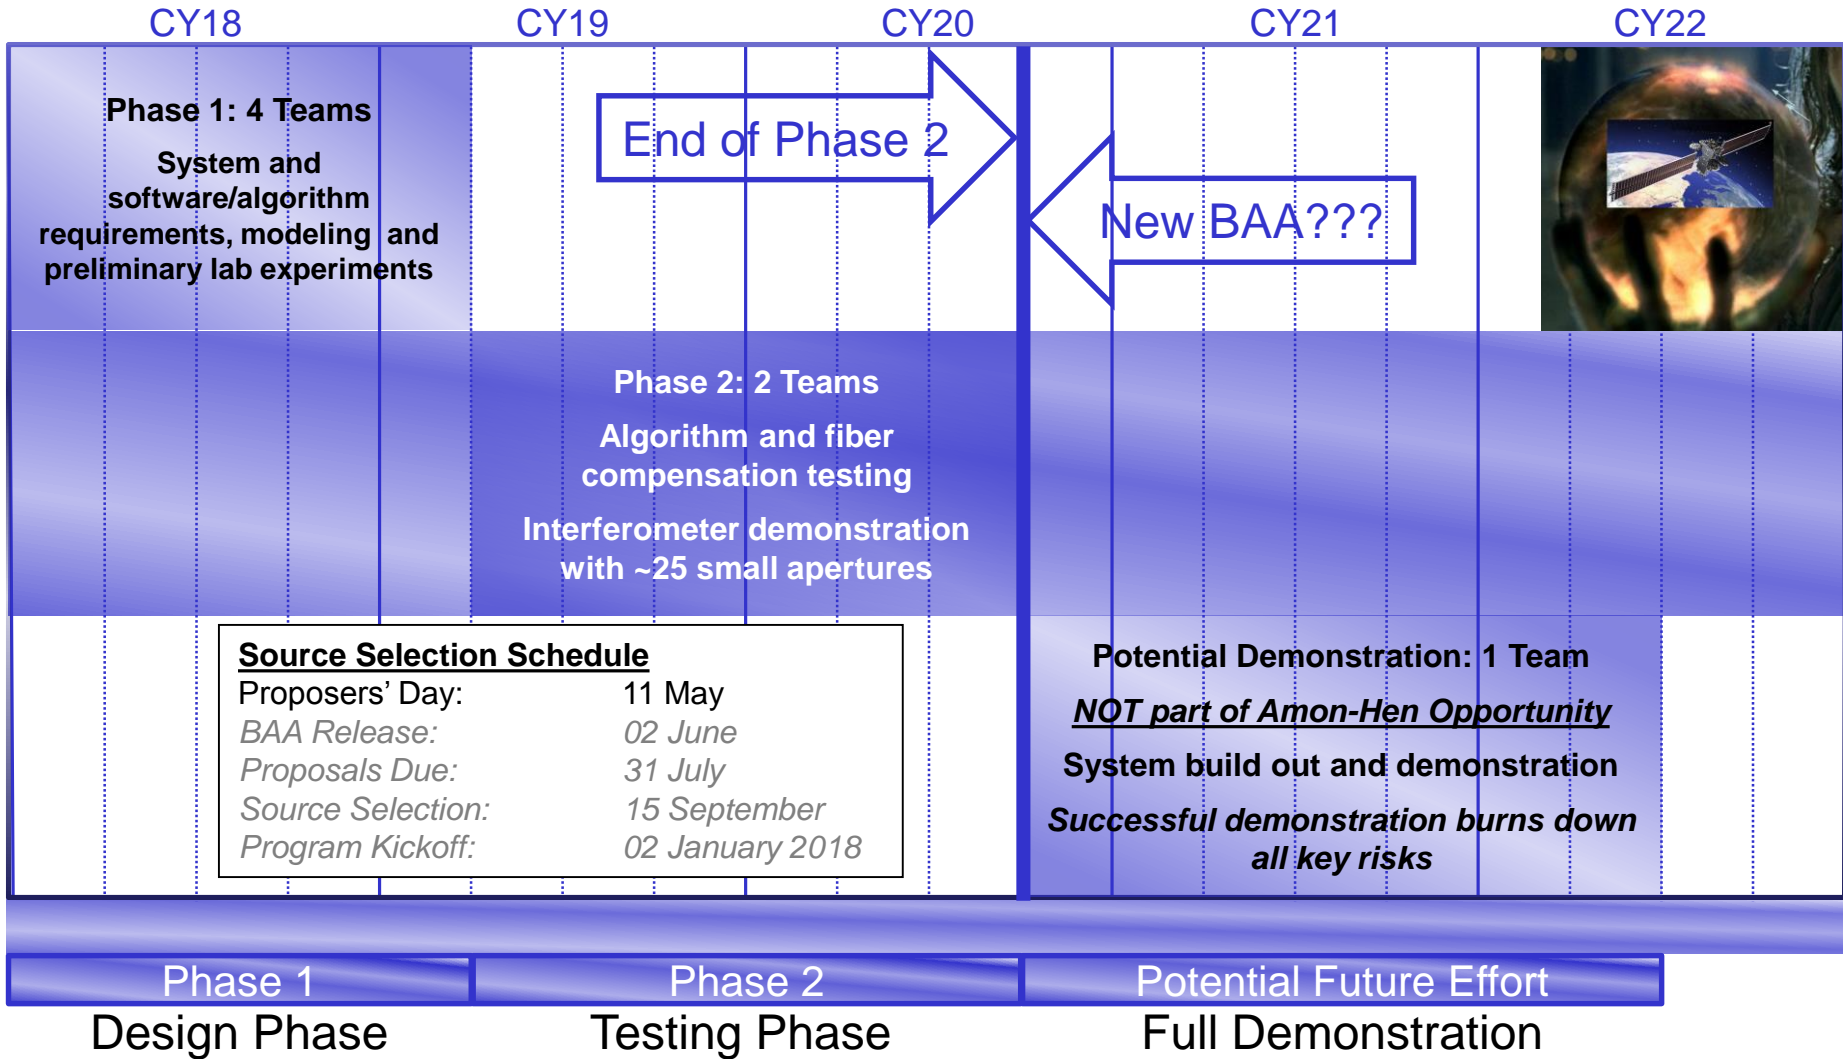 CY18 CY19 CY20 CY21 CY22
Phase 1: 4 Teams
System and
software/algorithm
requirements, modeling and
preliminary lab experiments
End of Phase 2
New BAA???
Phase 2: 2 Teams
Algorithm and fiber
compensation testing
Interferometer demonstration
with ~25 small apertures
Source Selection Schedule
Proposers’ Day: 11 May
BAA Release: 02 June
Proposals Due: 31 July
Source Selection: 15 September
Program Kickoff: 02 January 2018
Potential Demonstration: 1 Team
NOT part of Amon-Hen Opportunity
System build out and demonstration
Successful demonstration burns down
all key risks
Phase 1 Phase 2 Potential Future Effort
Design Phase Testing Phase Full Demonstration